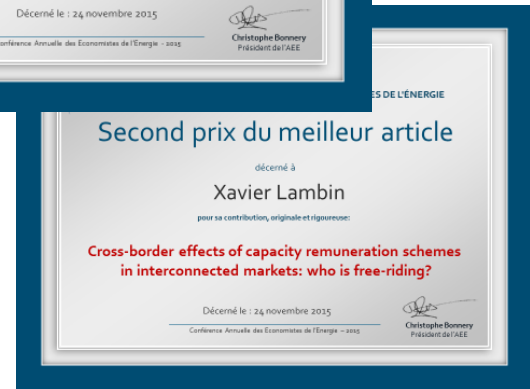 Décerné le : 24 novembre 2015
Conférence Annuelle des Economistes de l'Energie - 2015
Christophe Bonnery
Président de l'AEE
ES DE L'ÉNERGIE
Second prix du meilleur article
décerné à
Xavier Lambin
pour sa contribution, originale et rigoureuse:
Cross-border effects of capacity remuneration schemes
in interconnected markets: who is free-riding?
Décerné le : 24 novembre 2015
Conférence Annuelle des Economistes de l'Energie – 2015
Christophe Bonnery
Président de l'AEE